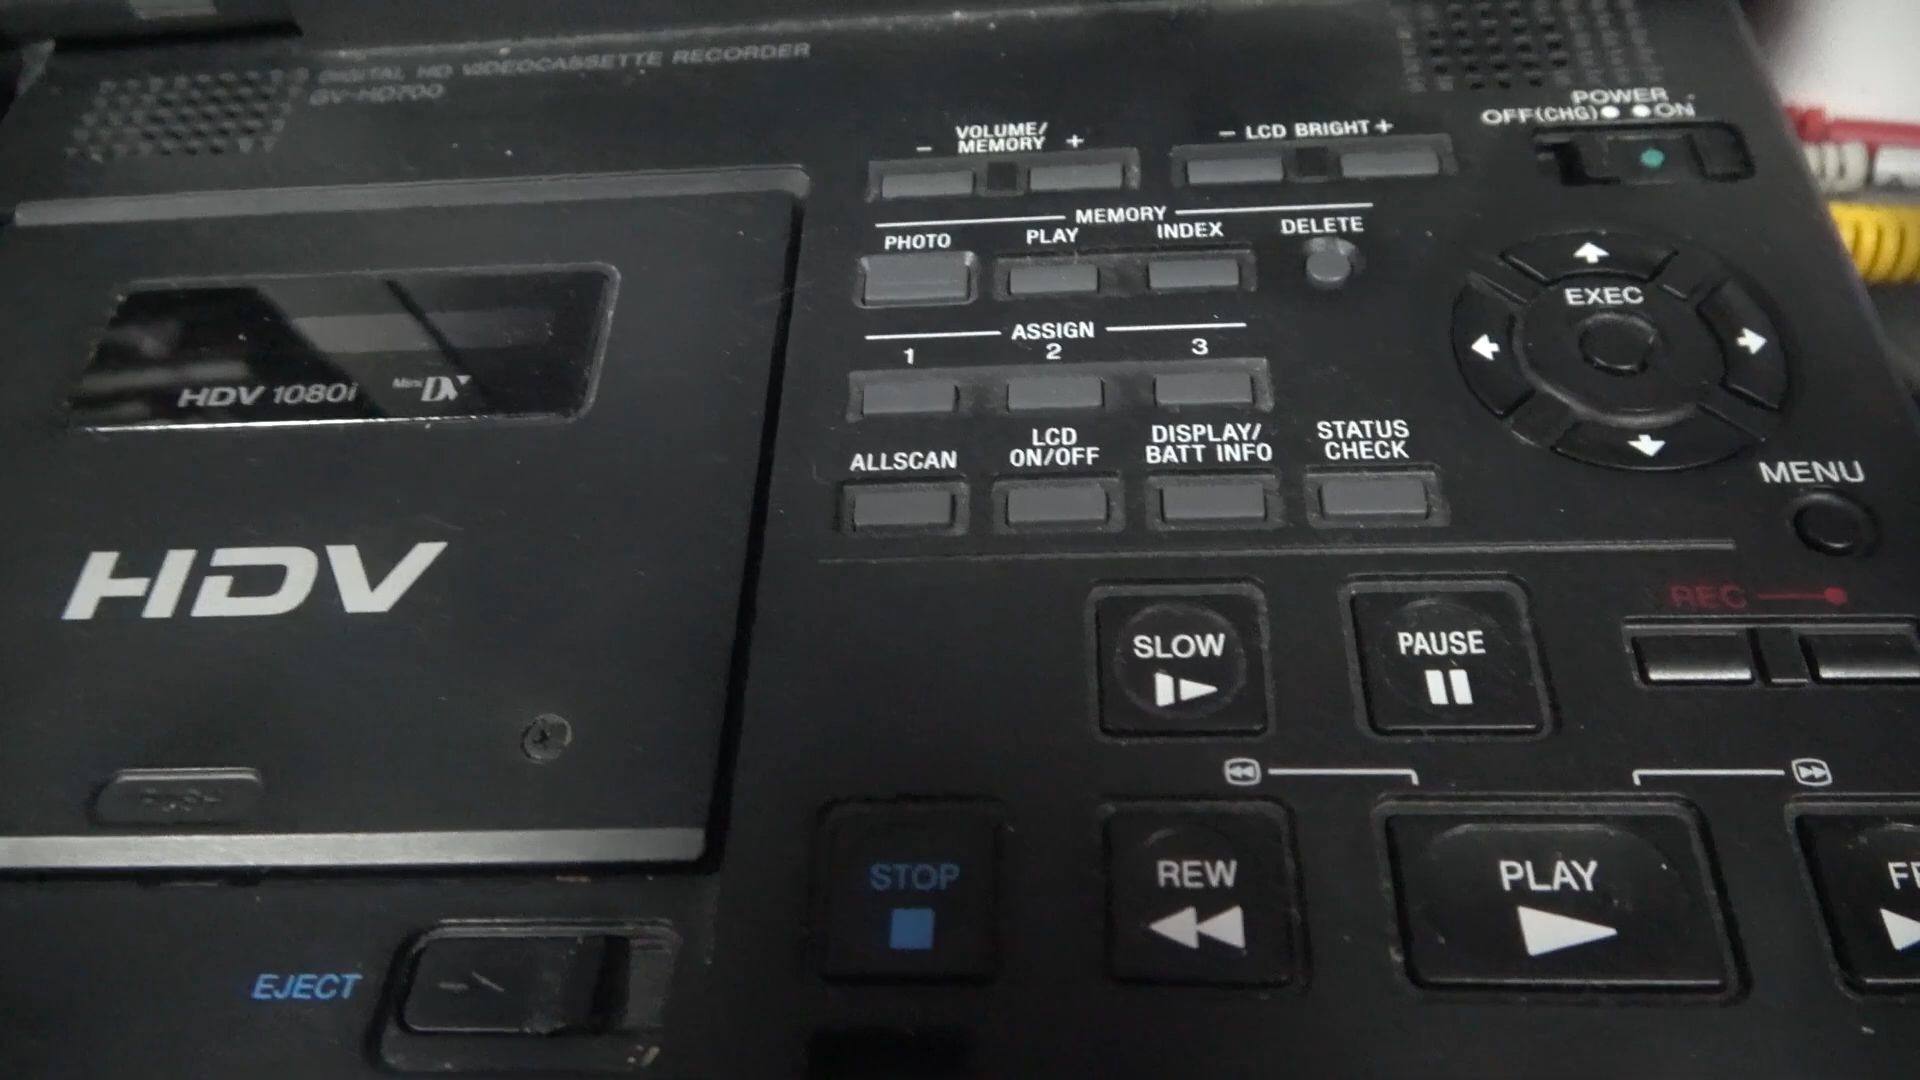 DIGITAL HD VIDEOCASSETTE RECORDER
GV-HD700
POWER
OFF(CHG) ON
VOLUME/
MEMORY
- +
- LCD BRIGHT +
MEMORY
PHOTO PLAY INDEX DELETE
ASSIGN
1 2 3
ALLSCAN
LCD
ON/OFF
DISPLAY/
BATT INFO
STATUS
CHECK
EXEC
MENU
HDV 1080i Mini DV
HDV
PUSH
SLOW
PAUSE
REC
STOP
REW
PLAY
EJECT